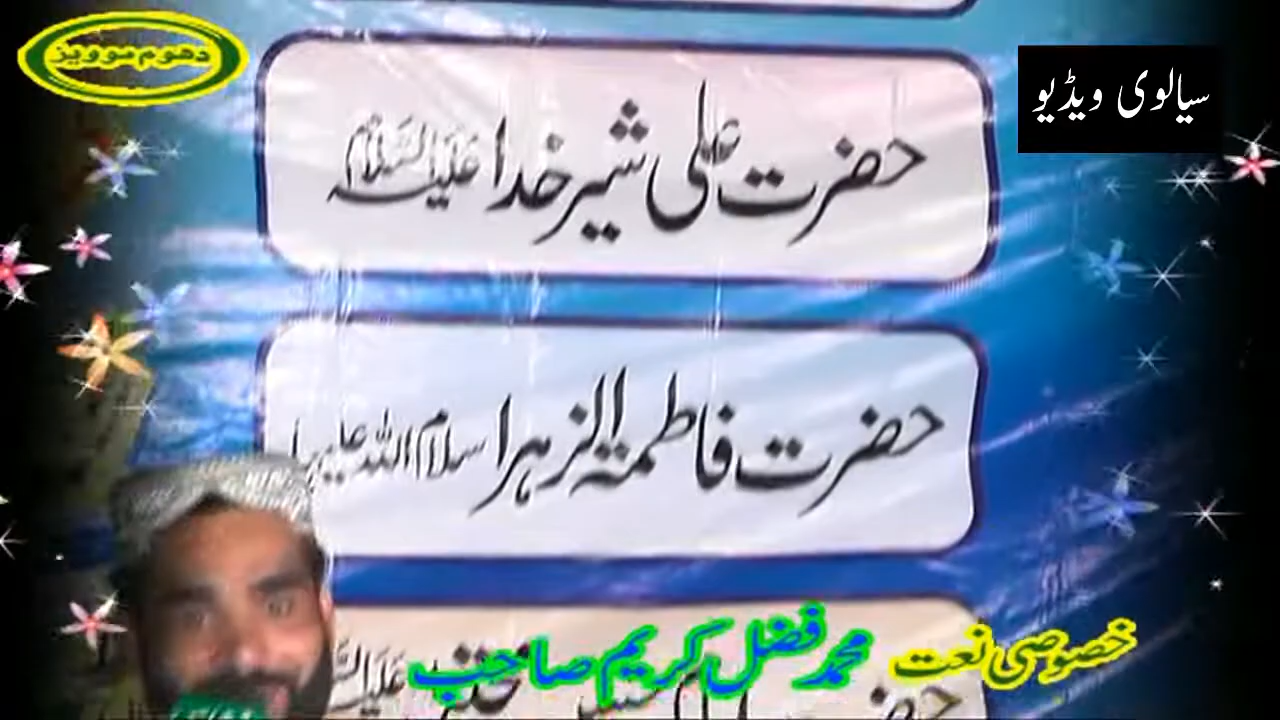 دھوم موویز
سیالوی ویڈیو
حضرت علی شیر خدا علیہ السلام
حضرت فاطمۃ الزہرا سلام اللہ علیہا
حضرت
خصوصی نعت محمد فضل کریم صاحب